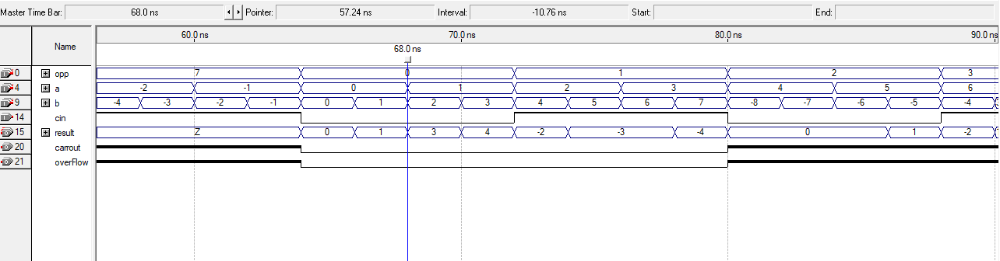 Master Time Bar: 68.0 ns Pointer: 57.24 ns Interval: -10.76 ns Start: End:
60.0 ns 70.0 ns 80.0 ns 90.0 ns
Name
68.0 ns
0 opp 7 0 1 2 3
4 a -2 -1 0 1 2 3 4 5 6
9 b -4 -3 -2 -1 0 1 2 3 4 5 6 7 -8 -7 -6 -5 -4
14 cin
15 result Z 0 1 3 4 -2 -3 -4 0 1 -2
20 carrout
21 overFlow